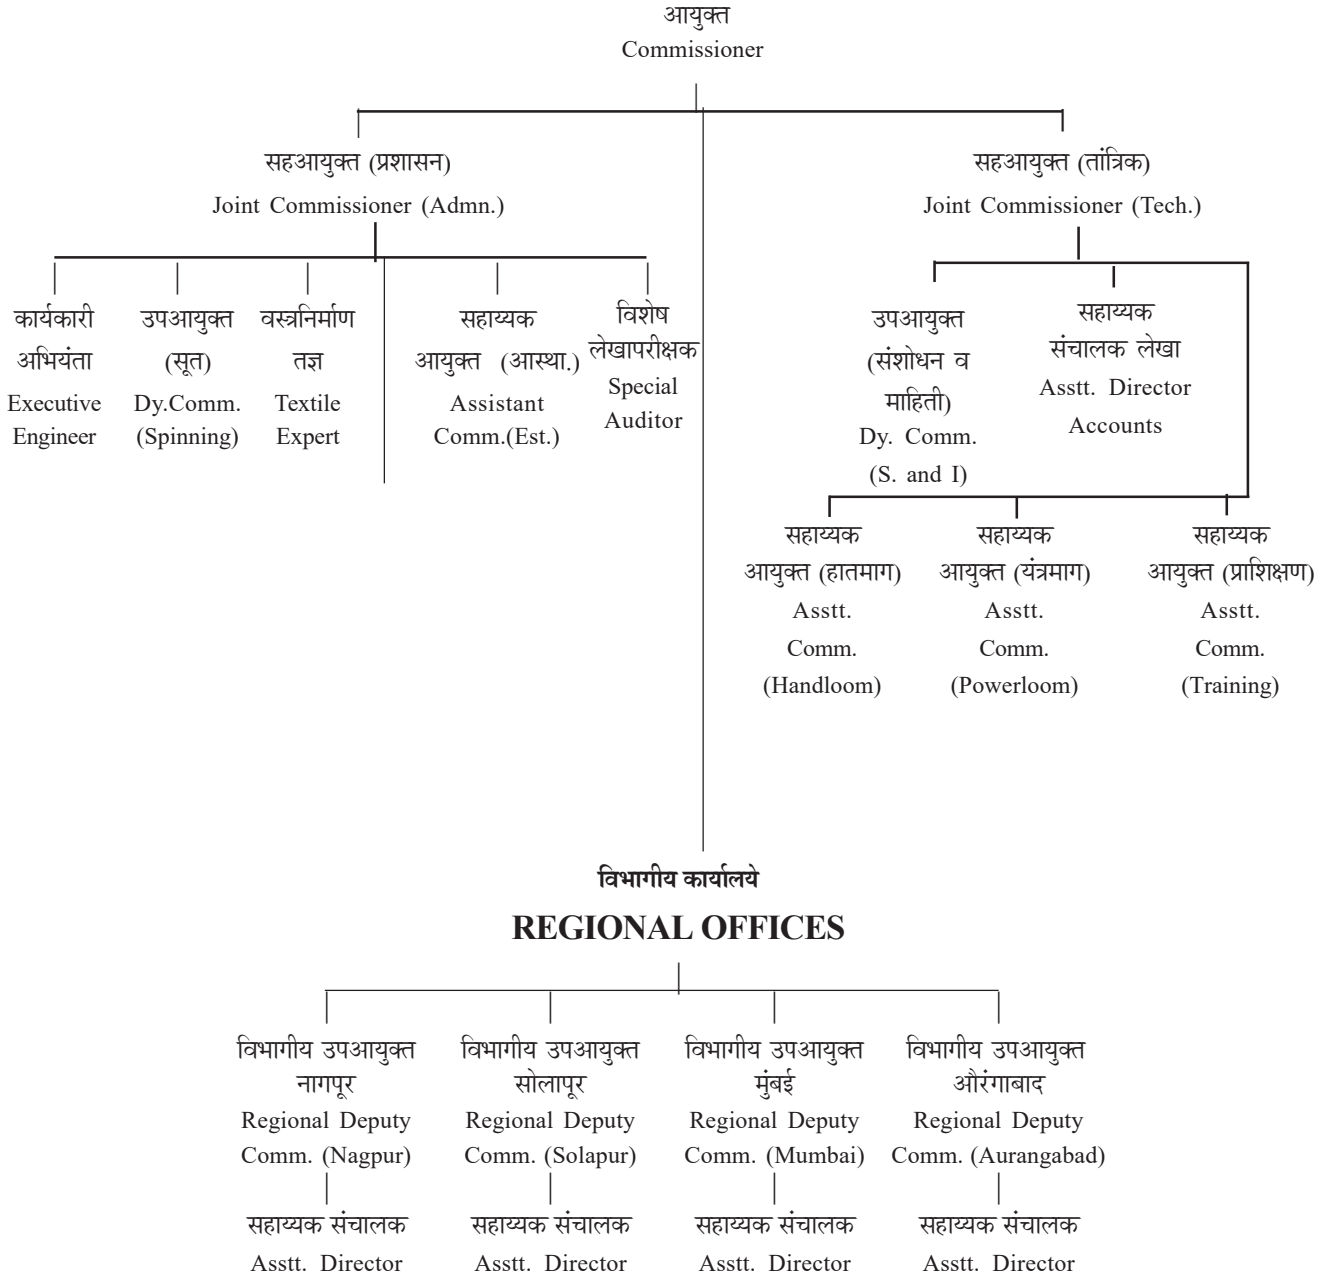 आयुक्त
Commissioner
सहआयुक्त (प्रशासन)
Joint Commissioner (Admn.)
सहआयुक्त (तांत्रिक)
Joint Commissioner (Tech.)
कार्यकारी
अभियंता
Executive
Engineer
उपआयुक्त
(सूत)
Dy.Comm.
(Spinning)
वस्त्रनिर्माण
तज्ञ
Textile
Expert
सहाय्यक
आयुक्त (आस्था.)
Assistant
Comm.(Est.)
विशेष
लेखापरीक्षक
Special
Auditor
उपआयुक्त
(संशोधन व
माहिती)
Dy. Comm.
(S. and I)
सहाय्यक
संचालक लेखा
Asstt. Director
Accounts
सहाय्यक
आयुक्त (हातमाग)
Asstt.
Comm.
(Handloom)
सहाय्यक
आयुक्त (यंत्रमाग)
Asstt.
Comm.
(Powerloom)
सहाय्यक
आयुक्त (प्राशिक्षण)
Asstt.
Comm.
(Training)
विभागीय कार्यालये
REGIONAL OFFICES
विभागीय उपआयुक्त
नागपूर
Regional Deputy
Comm. (Nagpur)
सहाय्यक संचालक
Asstt. Director
विभागीय उपआयुक्त
सोलापूर
Regional Deputy
Comm. (Solapur)
सहाय्यक संचालक
Asstt. Director
विभागीय उपआयुक्त
मुंबई
Regional Deputy
Comm. (Mumbai)
सहाय्यक संचालक
Asstt. Director
विभागीय उपआयुक्त
औरंगाबाद
Regional Deputy
Comm. (Aurangabad)
सहाय्यक संचालक
Asstt. Director